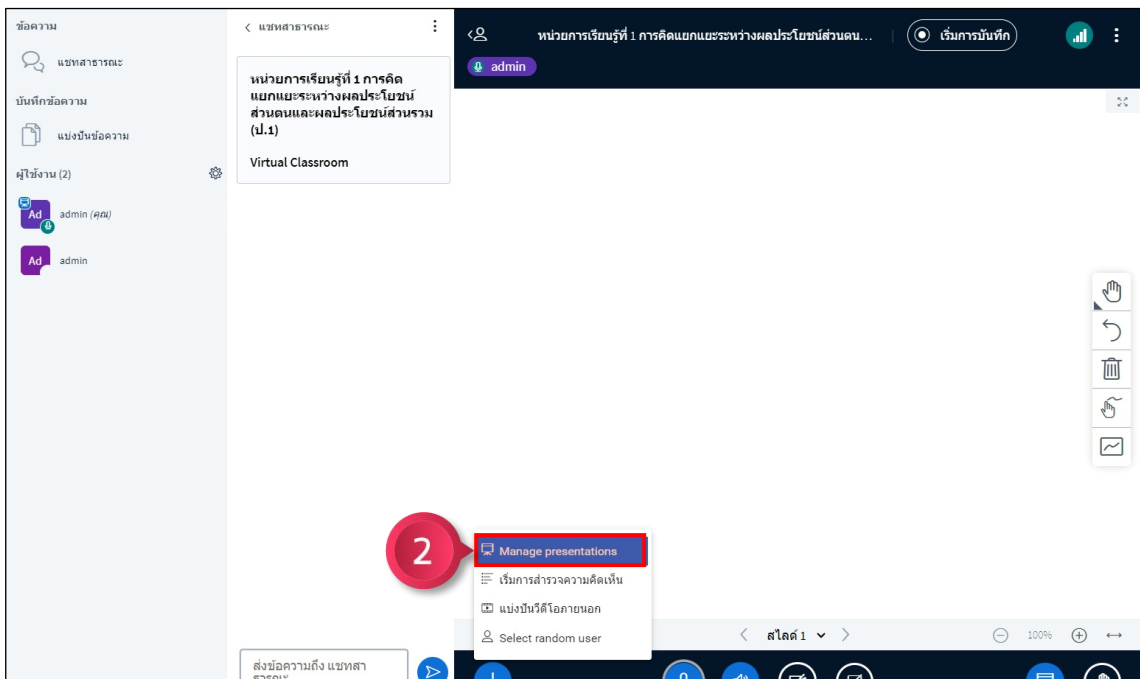 ข้อความ
แชทสาธารณะ
บันทึกข้อความ
แบ่งปันข้อความ
ผู้ใช้งาน (2)
Ad admin (คุณ)
Ad admin
แชทสาธารณะ
หน่วยการเรียนรู้ที่ 1 การคิด
แยกแยะระหว่างผลประโยชน์
ส่วนตนและผลประโยชน์ส่วนรวม
(ป.1)
Virtual Classroom
ส่งข้อความถึง แชทสา
ธารณะ
หน่วยการเรียนรู้ที่ 1 การคิดแยกแยะระหว่างผลประโยชน์ส่วนตน...
เริ่มการบันทึก
admin
2
Manage presentations
เริ่มการสำรวจความคิดเห็น
แบ่งปันวีดีโอภายนอก
Select random user
สไลด์ 1
100%